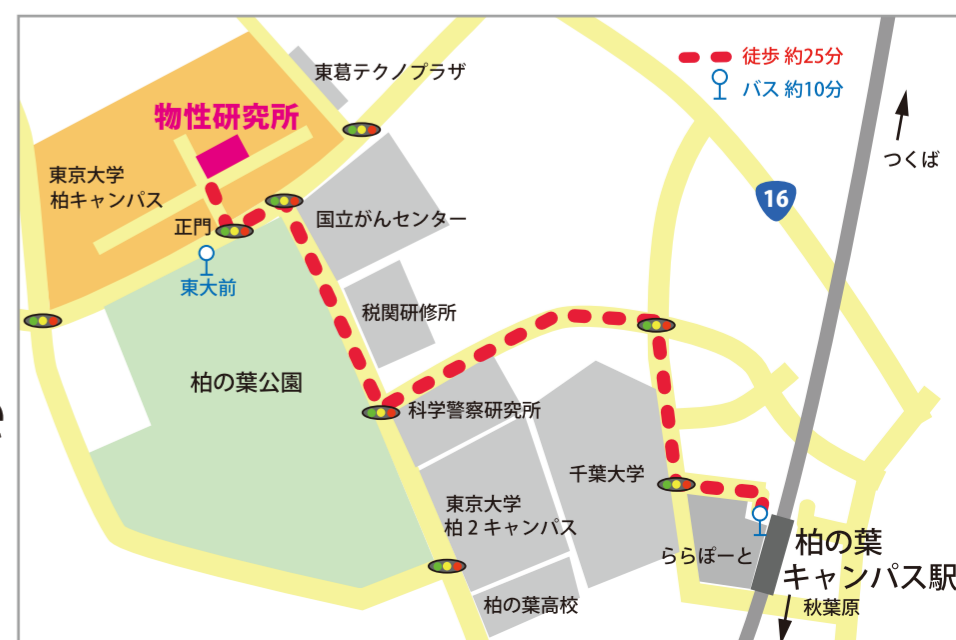 徒歩 約25分
バス 約10分
東葛テクノプラザ
物性研究所
つくば
東京大学
柏キャンパス
16
国立がんセンター
正門
東大前
税関研修所
柏の葉公園
科学警察研究所
千葉大学
東京大学
柏2キャンパス
ららぽーと
柏の葉
キャンパス駅
柏の葉高校
秋葉原